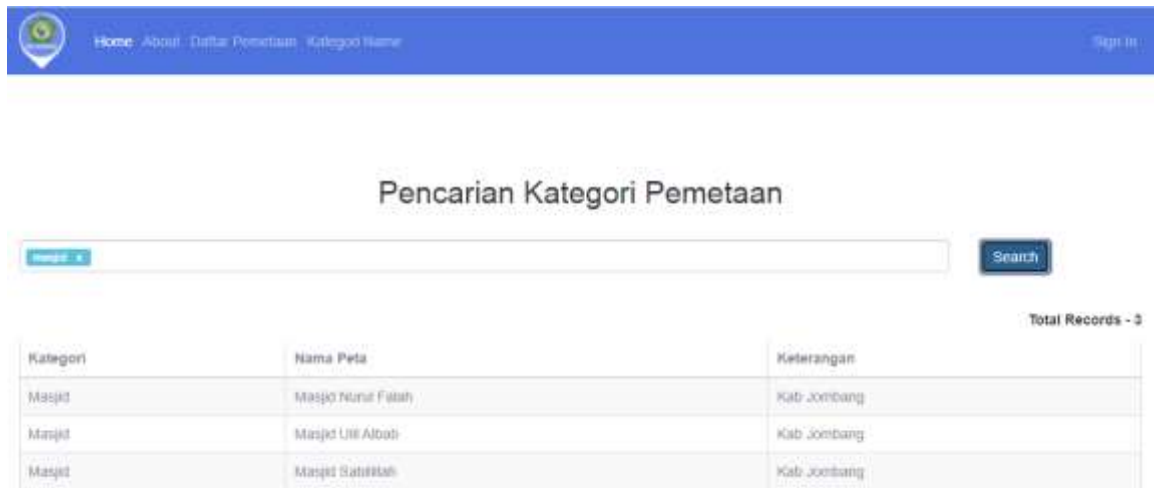 Home About Daftar Pemetaan Kategori Name Sign In
Pencarian Kategori Pemetaan
masjid x Search
Total Records - 3
Kategori Nama Peta Keterangan
Masjid Masjid Nurul Falah Kab Jombang
Masjid Masjid Ulil Albab Kab Jombang
Masjid Masjid Sabilillah Kab Jombang